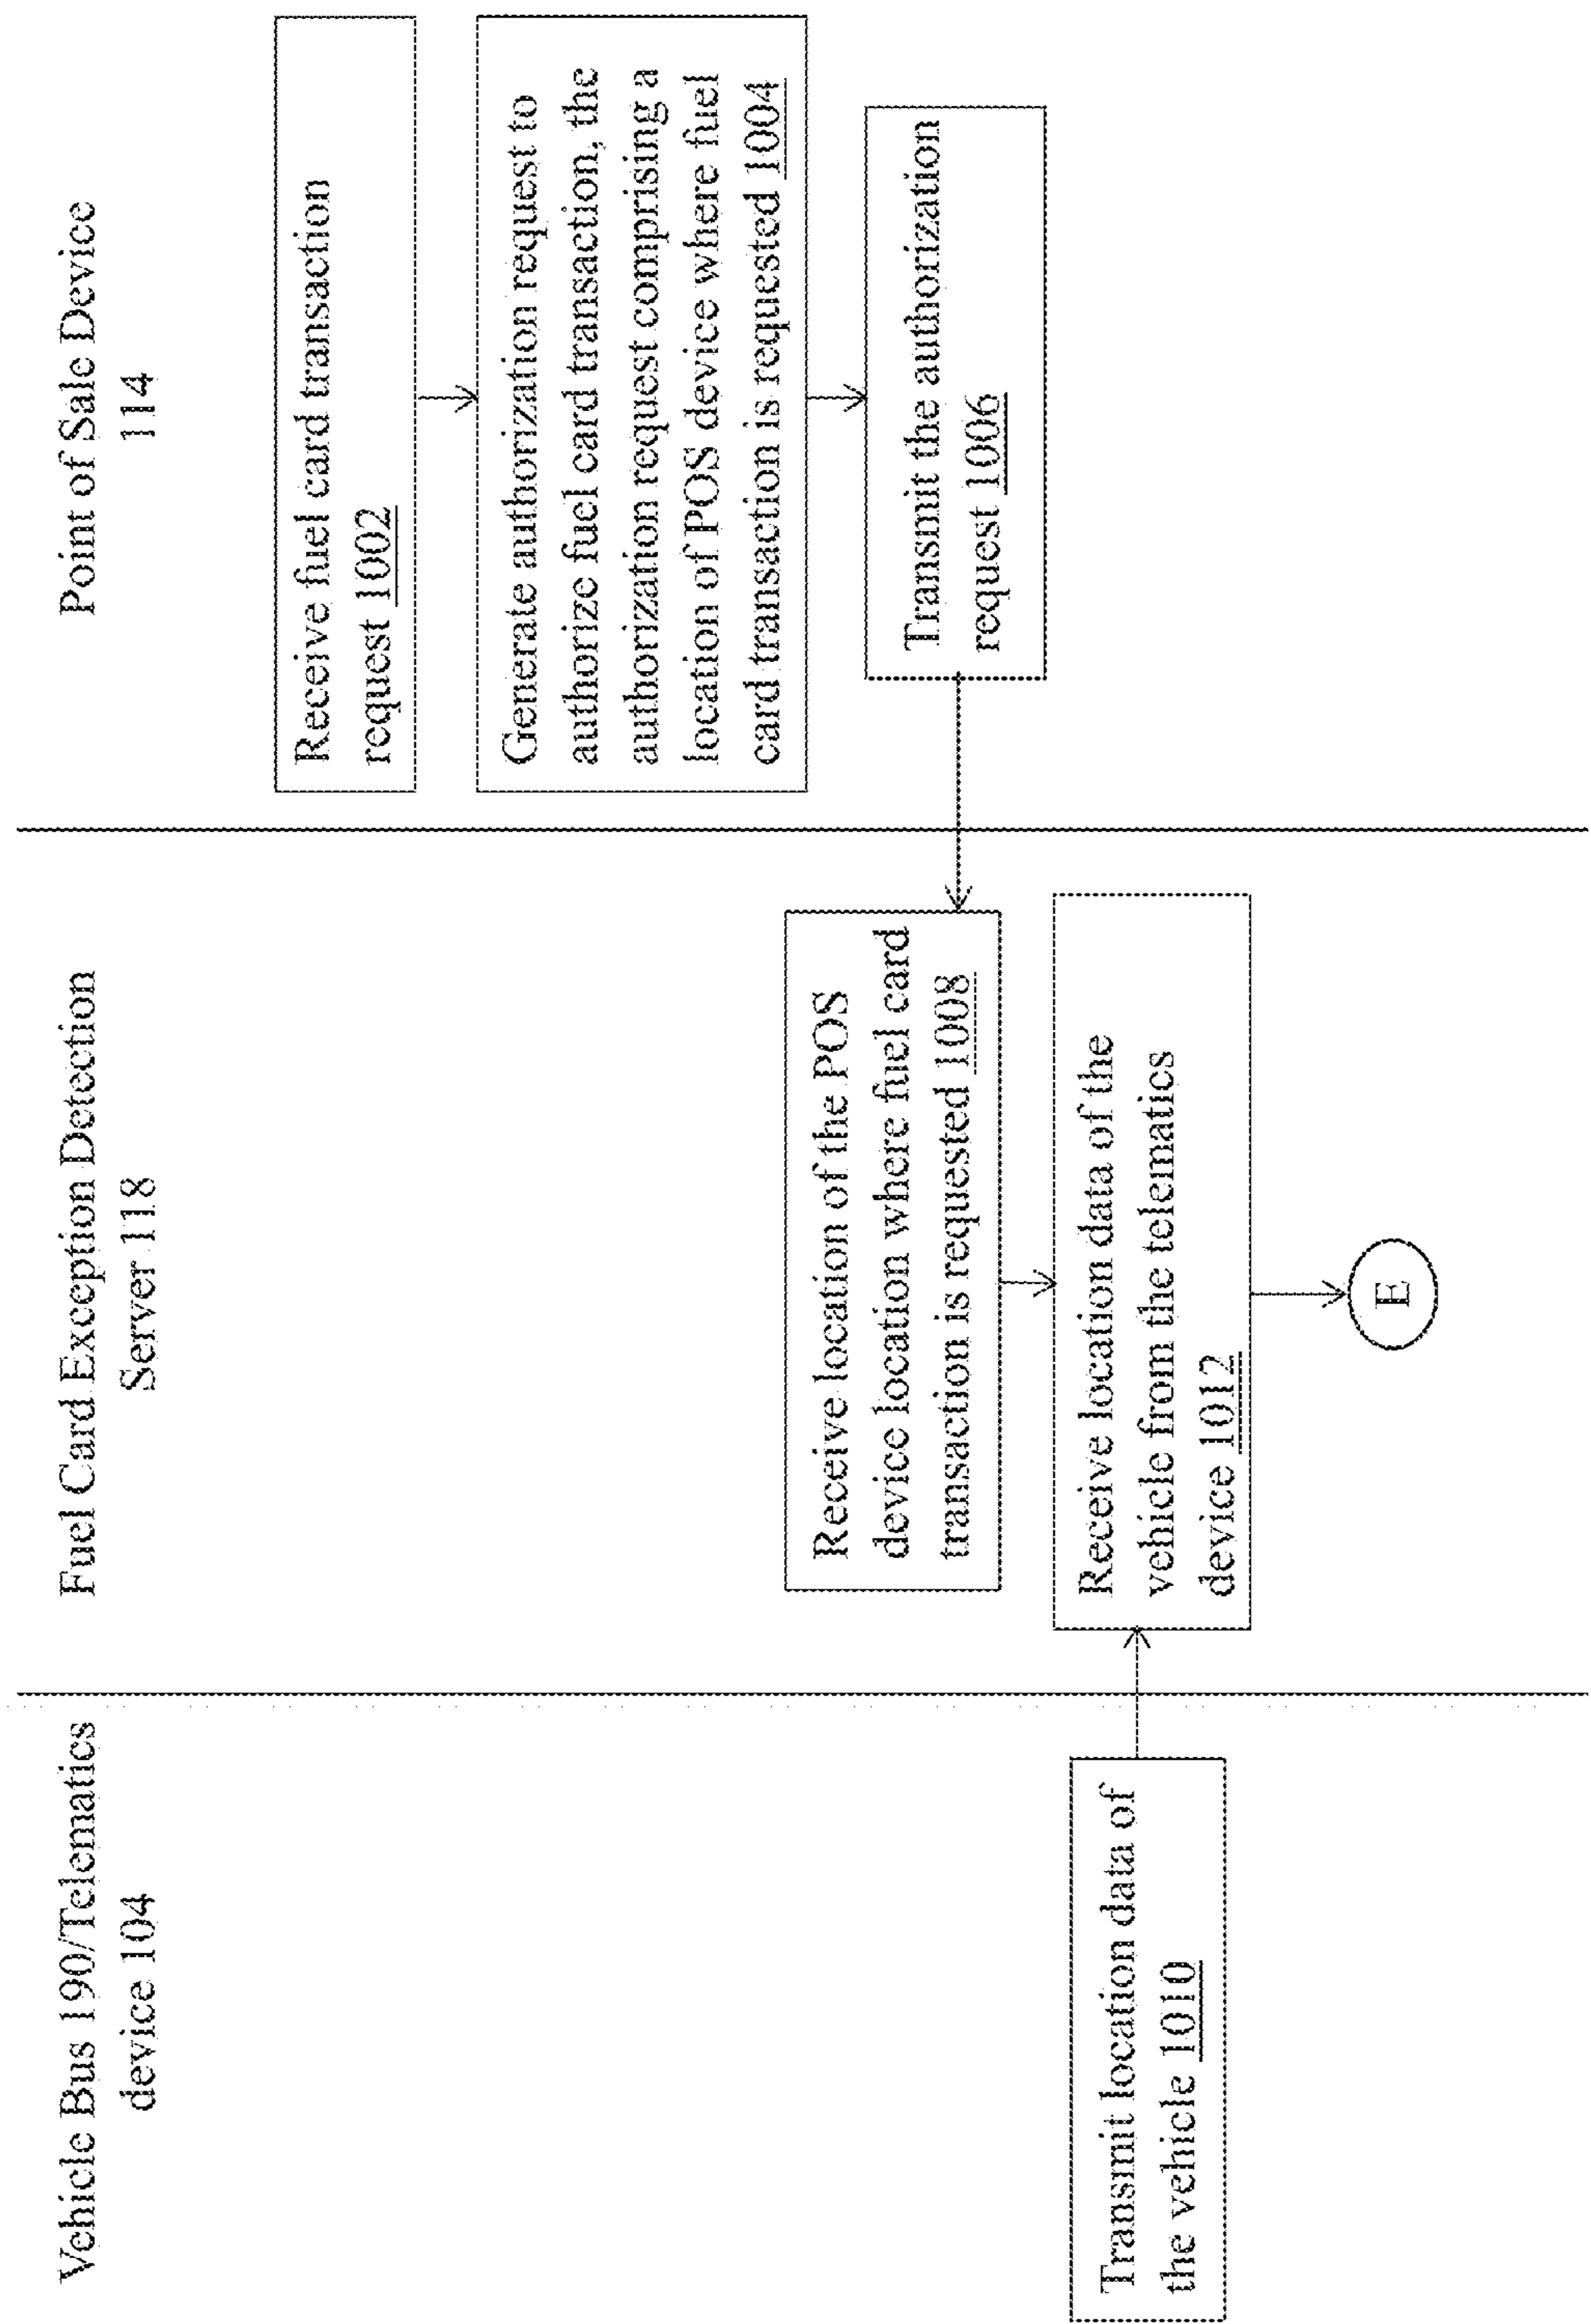 Vehicle Bus 190/Telematics
device 104
Fuel Card Exception Detection
Server 118
Point of Sale Device
114
Receive fuel card transaction
request 1002
Generate authorization request to
authorize fuel card transaction, the
authorization request comprising a
location of POS device where fuel
card transaction is requested 1004
Transmit the authorization
request 1006
Receive location of the POS
device location where fuel card
transaction is requested 1008
Transmit location data of
the vehicle 1010
Receive location data of the
vehicle from the telematics
device 1012
E